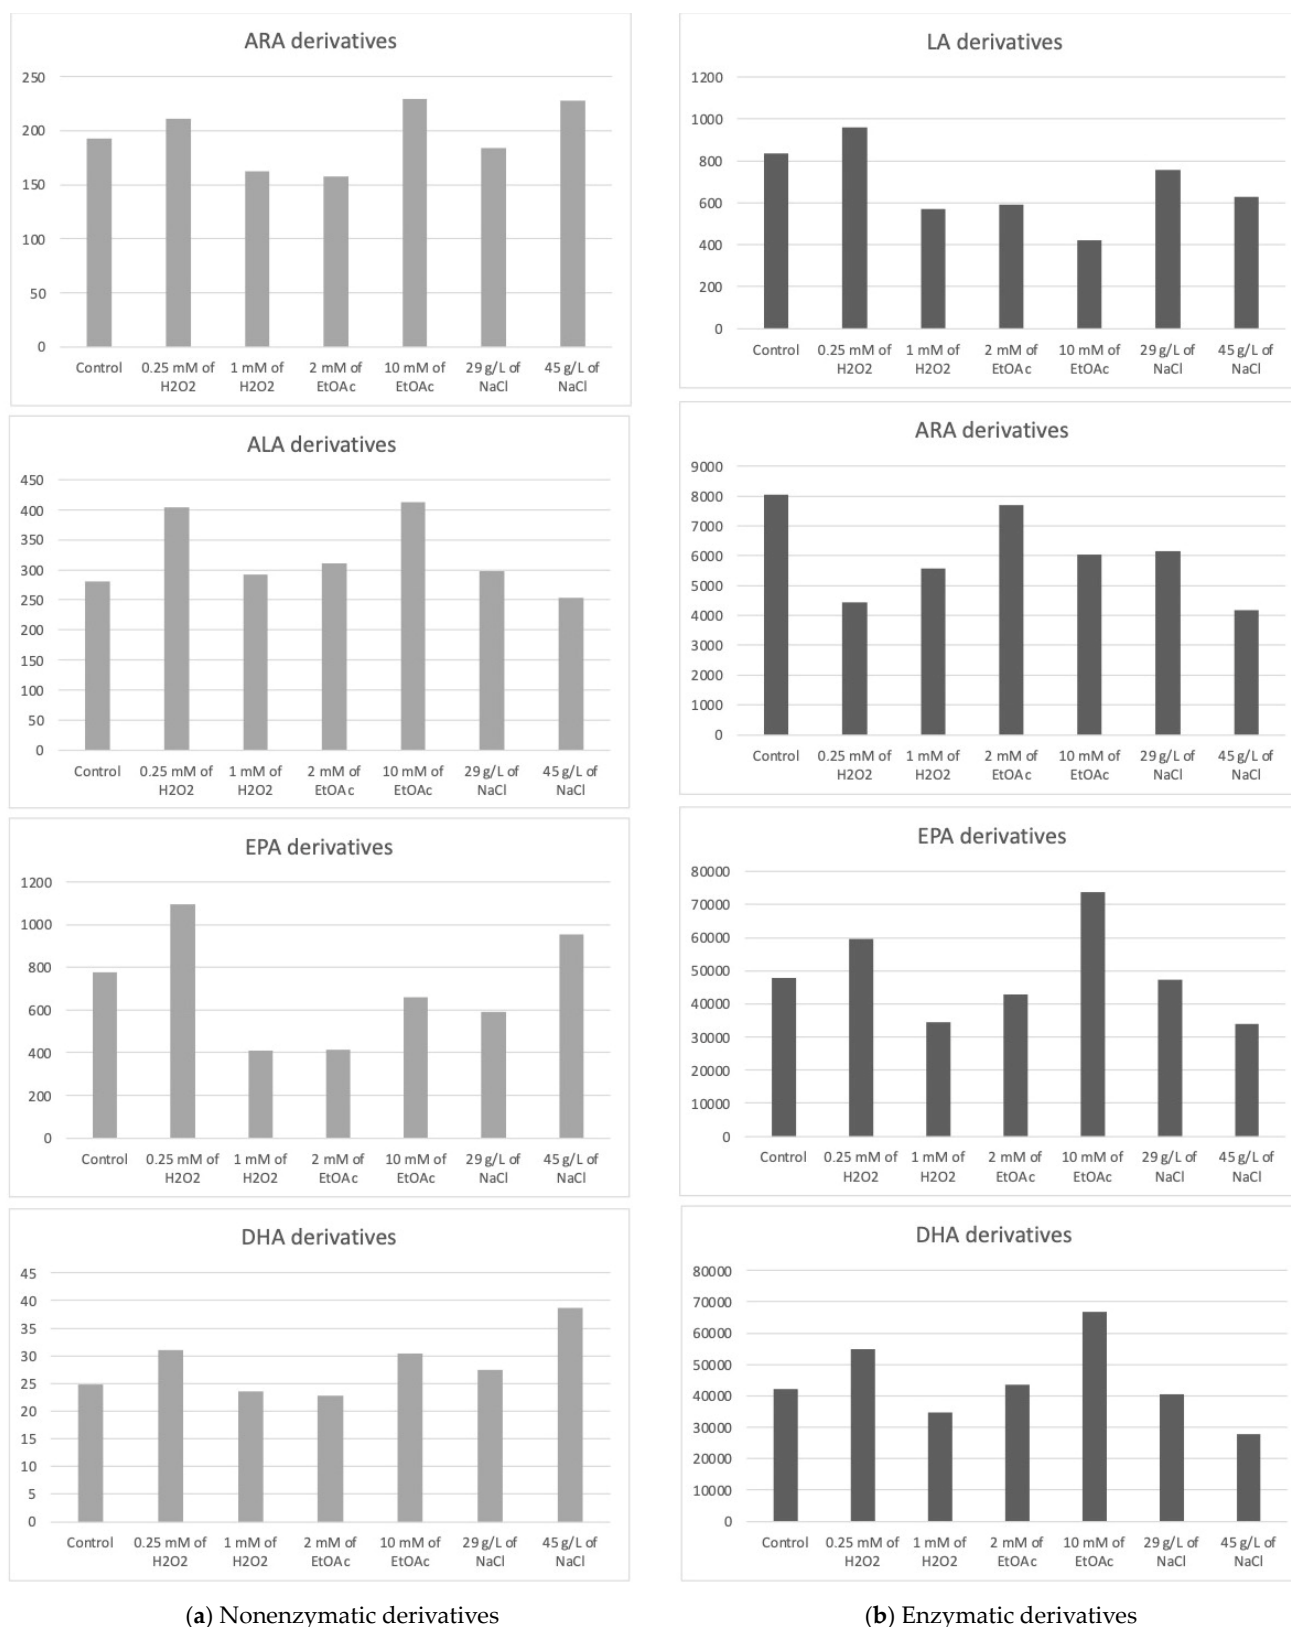 ARA derivatives
250
200
150
100
50
0
Control 0.25 mM of 1 mM of 2 mM of 10 mM of 29 g/L of 45 g/L of
H2O2 H2O2 EtOAc EtOAc NaCl NaCl
ALA derivatives
450
400
350
300
250
200
150
100
50
0
Control 0.25 mM of 1 mM of 2 mM of 10 mM of 29 g/L of 45 g/L of
H2O2 H2O2 EtOAc EtOAc NaCl NaCl
EPA derivatives
1200
1000
800
600
400
200
0
Control 0.25 mM of 1 mM of 2 mM of 10 mM of 29 g/L of 45 g/L of
H2O2 H2O2 EtOAc EtOAc NaCl NaCl
DHA derivatives
45
40
35
30
25
20
15
10
5
0
Control 0.25 mM of 1 mM of 2 mM of 10 mM of 29 g/L of 45 g/L of
H2O2 H2O2 EtOAc EtOAc NaCl NaCl
(a) Nonenzymatic derivatives
LA derivatives
1200
1000
800
600
400
200
0
Control 0.25 mM of 1 mM of 2 mM of 10 mM of 29 g/L of 45 g/L of
H2O2 H2O2 EtOAc EtOAc NaCl NaCl
ARA derivatives
9000
8000
7000
6000
5000
4000
3000
2000
1000
0
Control 0.25 mM of 1 mM of 2 mM of 10 mM of 29 g/L of 45 g/L of
H2O2 H2O2 EtOAc EtOAc NaCl NaCl
EPA derivatives
80000
70000
60000
50000
40000
30000
20000
10000
0
Control 0.25 mM of 1 mM of 2 mM of 10 mM of 29 g/L of 45 g/L of
H2O2 H2O2 EtOAc EtOAc NaCl NaCl
DHA derivatives
80000
70000
60000
50000
40000
30000
20000
10000
0
Control 0.25 mM of 1 mM of 2 mM of 10 mM of 29 g/L of 45 g/L of
H2O2 H2O2 EtOAc EtOAc NaCl NaCl
(b) Enzymatic derivatives